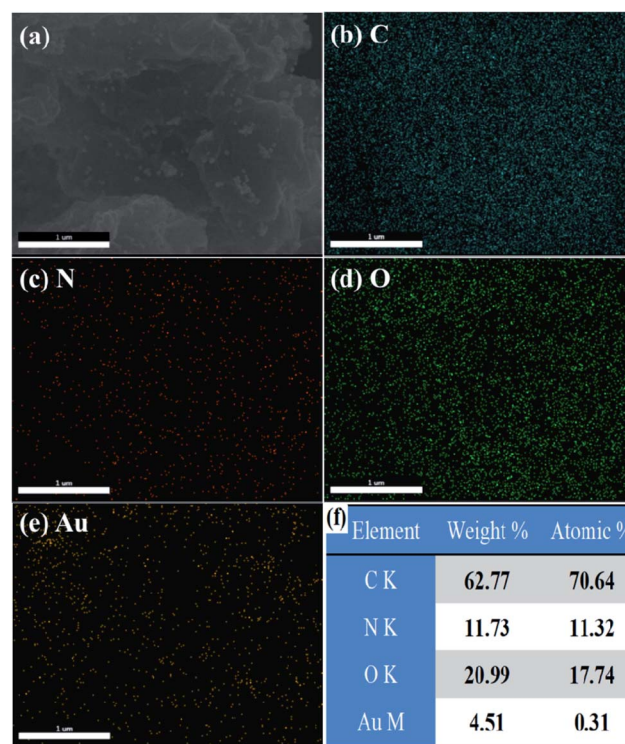 (a)
1 um
(b) C
1 um
(c) N
1 um
(d) O
1 um
(e) Au
1 um
(f)
Element Weight % Atomic %
C K 62.77 70.64
N K 11.73 11.32
O K 20.99 17.74
Au M 4.51 0.31